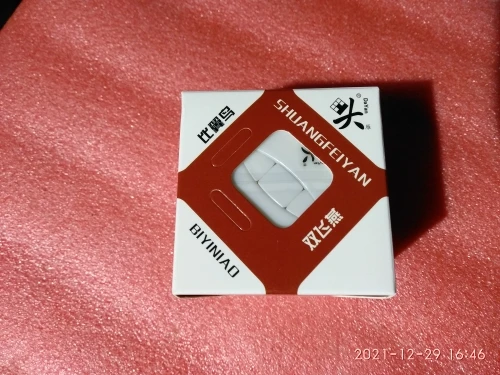 比翼鸟
SHUANGFEIYAN
DaYan
BIYINIAO
双飞燕
2021-12-29 16:46